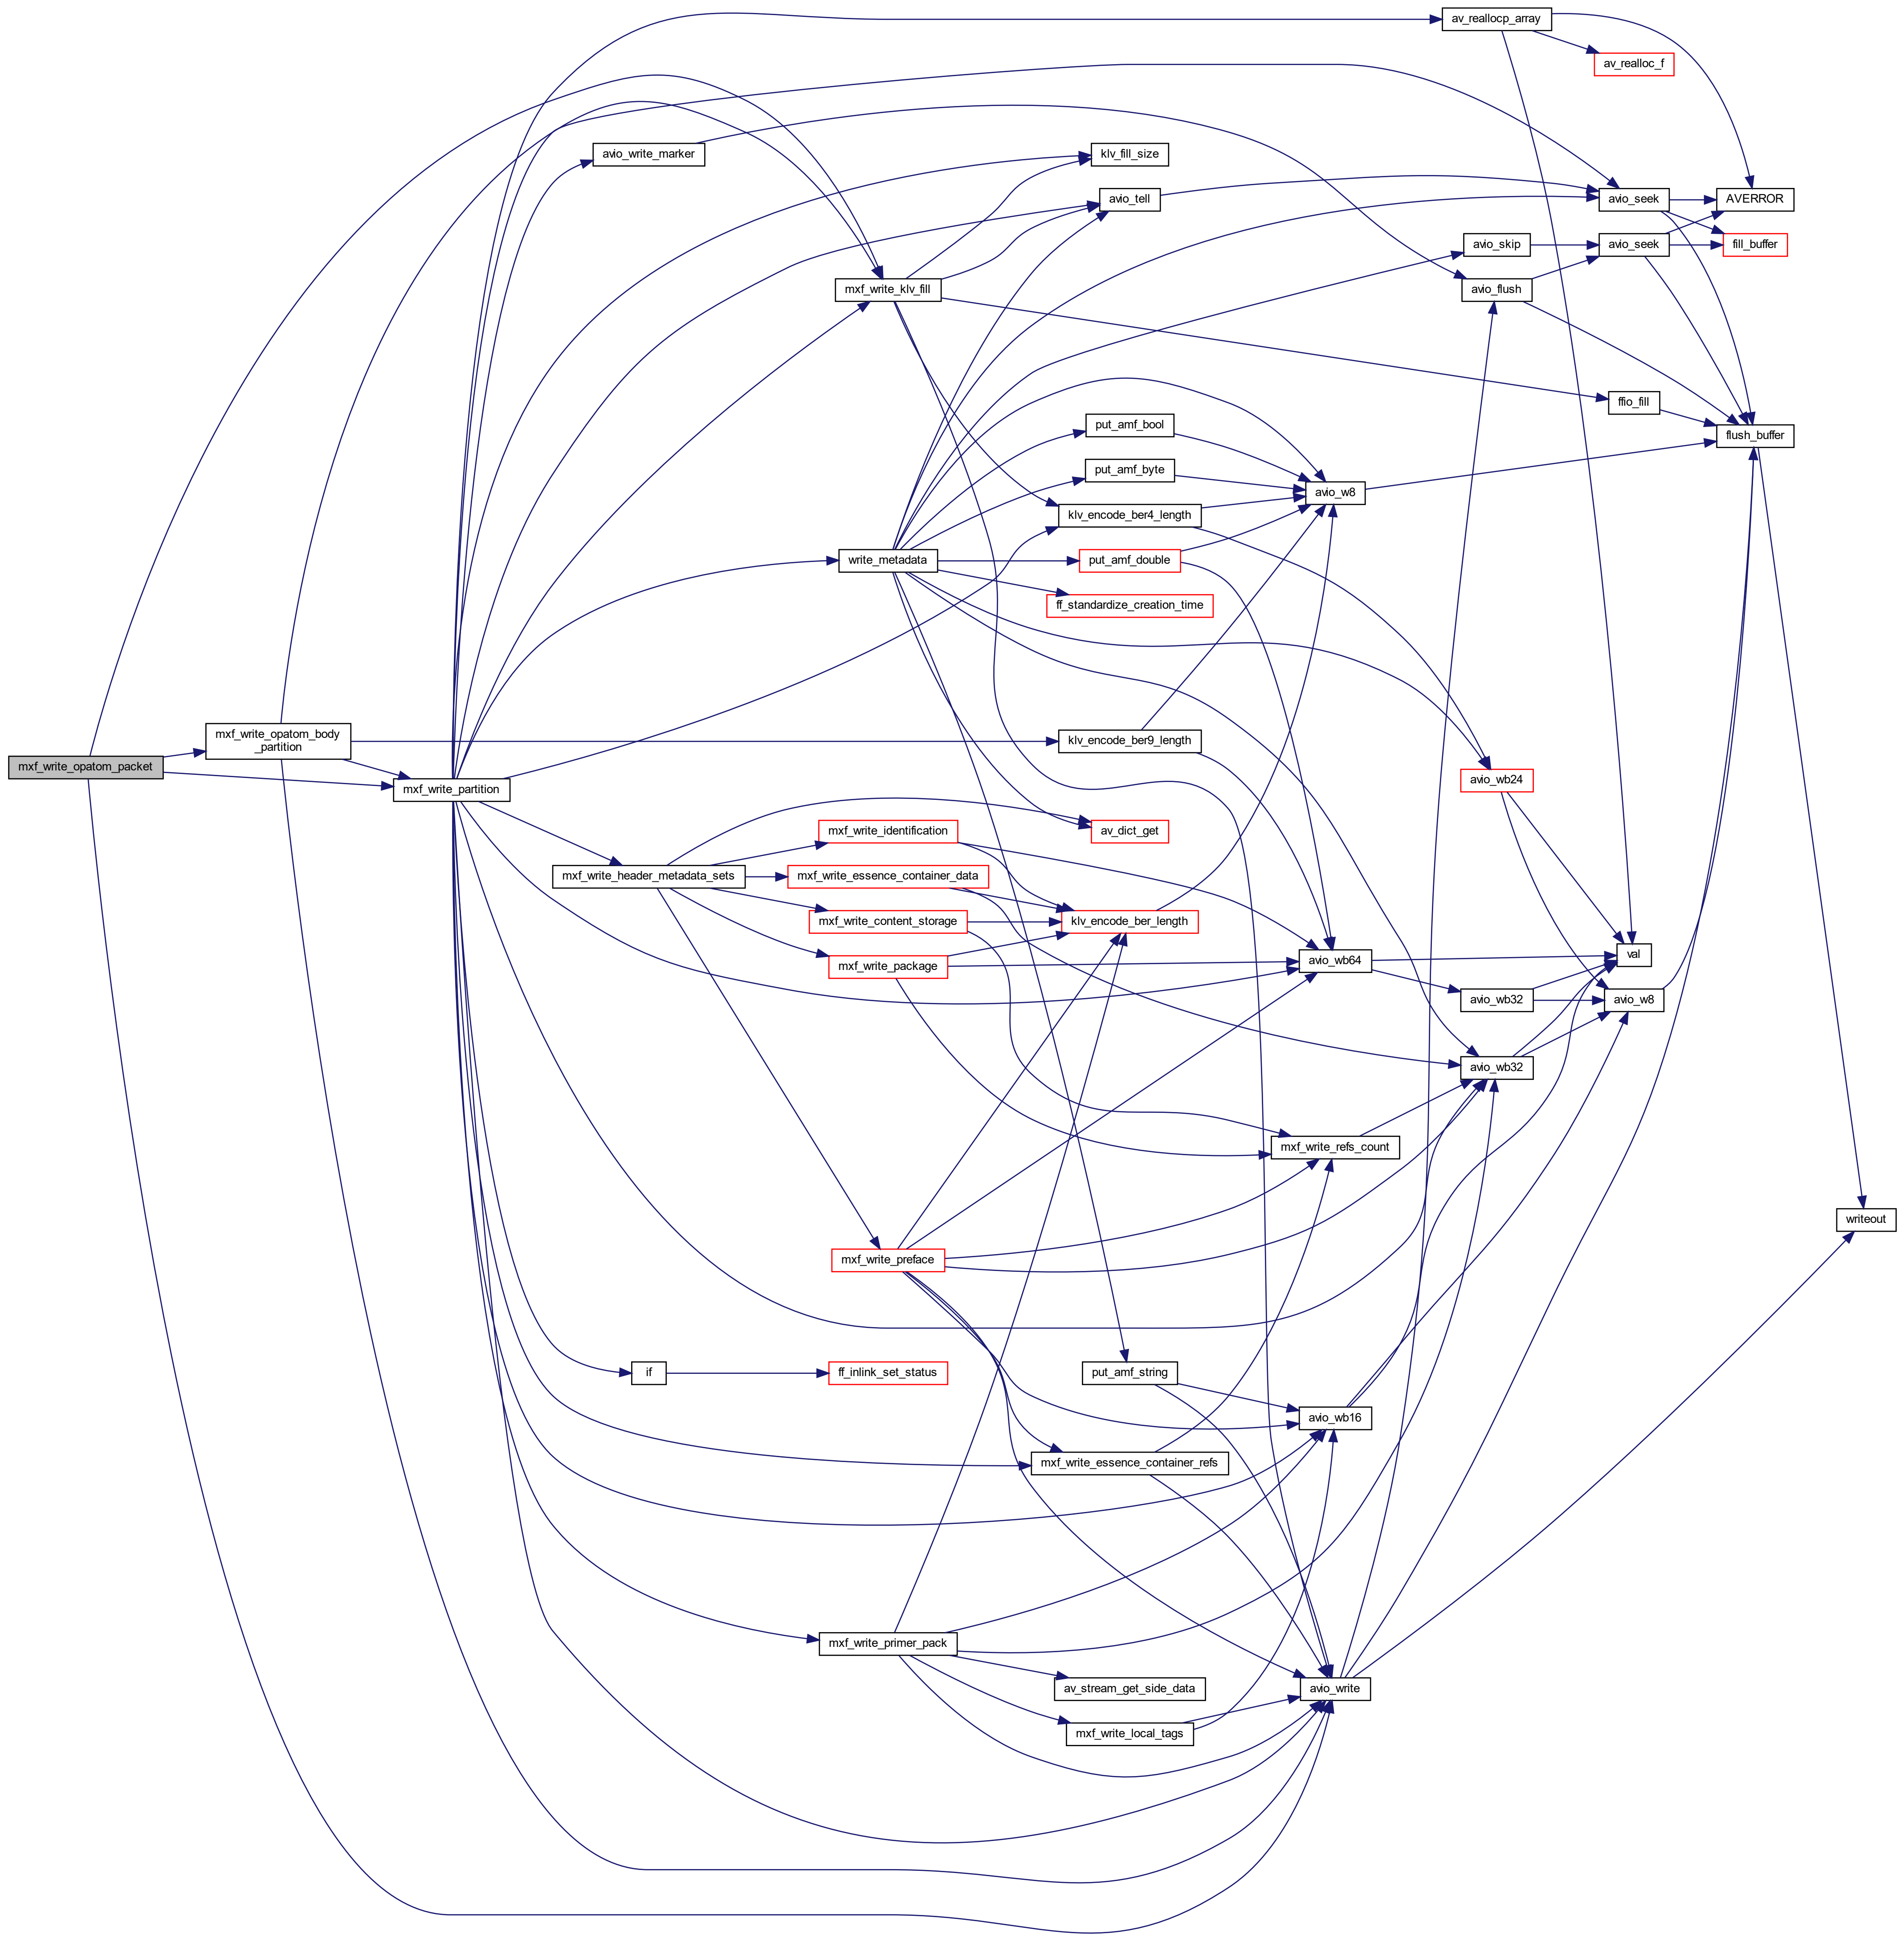 av_reallocp_array
av_realloc_f
avio_write_marker
klv_fill_size
avio_tell
avio_seek
AVERROR
avio_skip
avio_seek
fill_buffer
mxf_write_klv_fill
avio_flush
ffio_fill
put_amf_bool
flush_buffer
put_amf_byte
avio_w8
klv_encode_ber4_length
write_metadata
put_amf_double
ff_standardize_creation_time
mxf_write_opatom_body
_partition
klv_encode_ber9_length
mxf_write_opatom_packet
avio_wb24
mxf_write_partition
mxf_write_identification
av_dict_get
mxf_write_header_metadata_sets
mxf_write_essence_container_data
mxf_write_content_storage
klv_encode_ber_length
mxf_write_package
avio_wb64
val
avio_wb32
avio_w8
avio_wb32
mxf_write_refs_count
writeout
mxf_write_preface
if
ff_inlink_set_status
put_amf_string
avio_wb16
mxf_write_essence_container_refs
mxf_write_primer_pack
av_stream_get_side_data
avio_write
mxf_write_local_tags